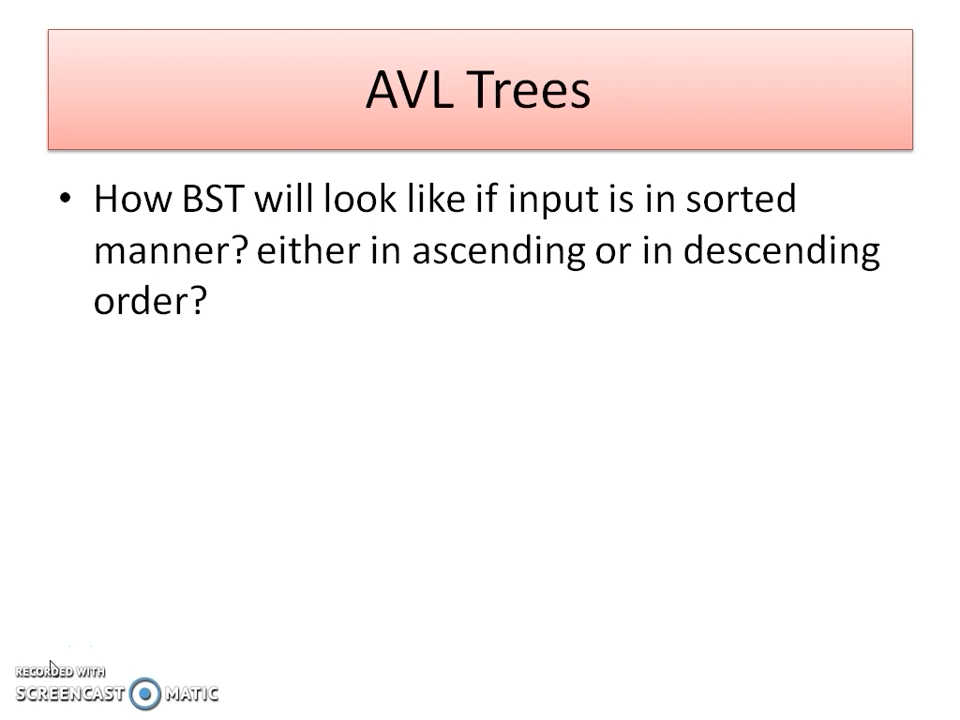 AVL Trees
• How BST will look like if input is in sorted
manner? either in ascending or in descending
order?
RECORDED WITH
SCREENCAST MATIC